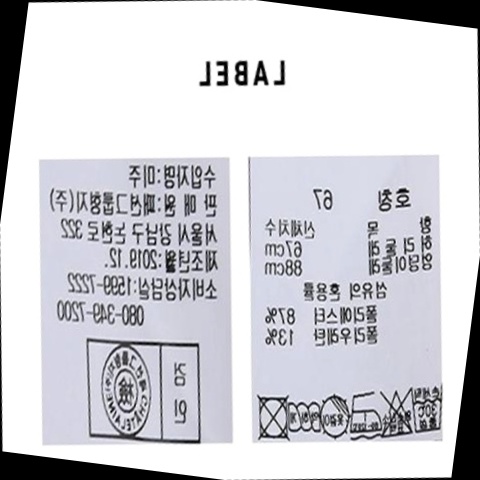 LABEL
호칭 67
항 목 신체치수
허 리 둘 레 67cm
엉덩이둘레 88cm
섬유의 혼용률
폴리에스터 87%
폴리우레탄 13%
수입자명:미주
판 매 원:패션그룹형지(주)
서울시 강남구 논현로 322
제조년월:2019.12.
소비자상담실:1599-7222
080-349-7200
검
인
檢